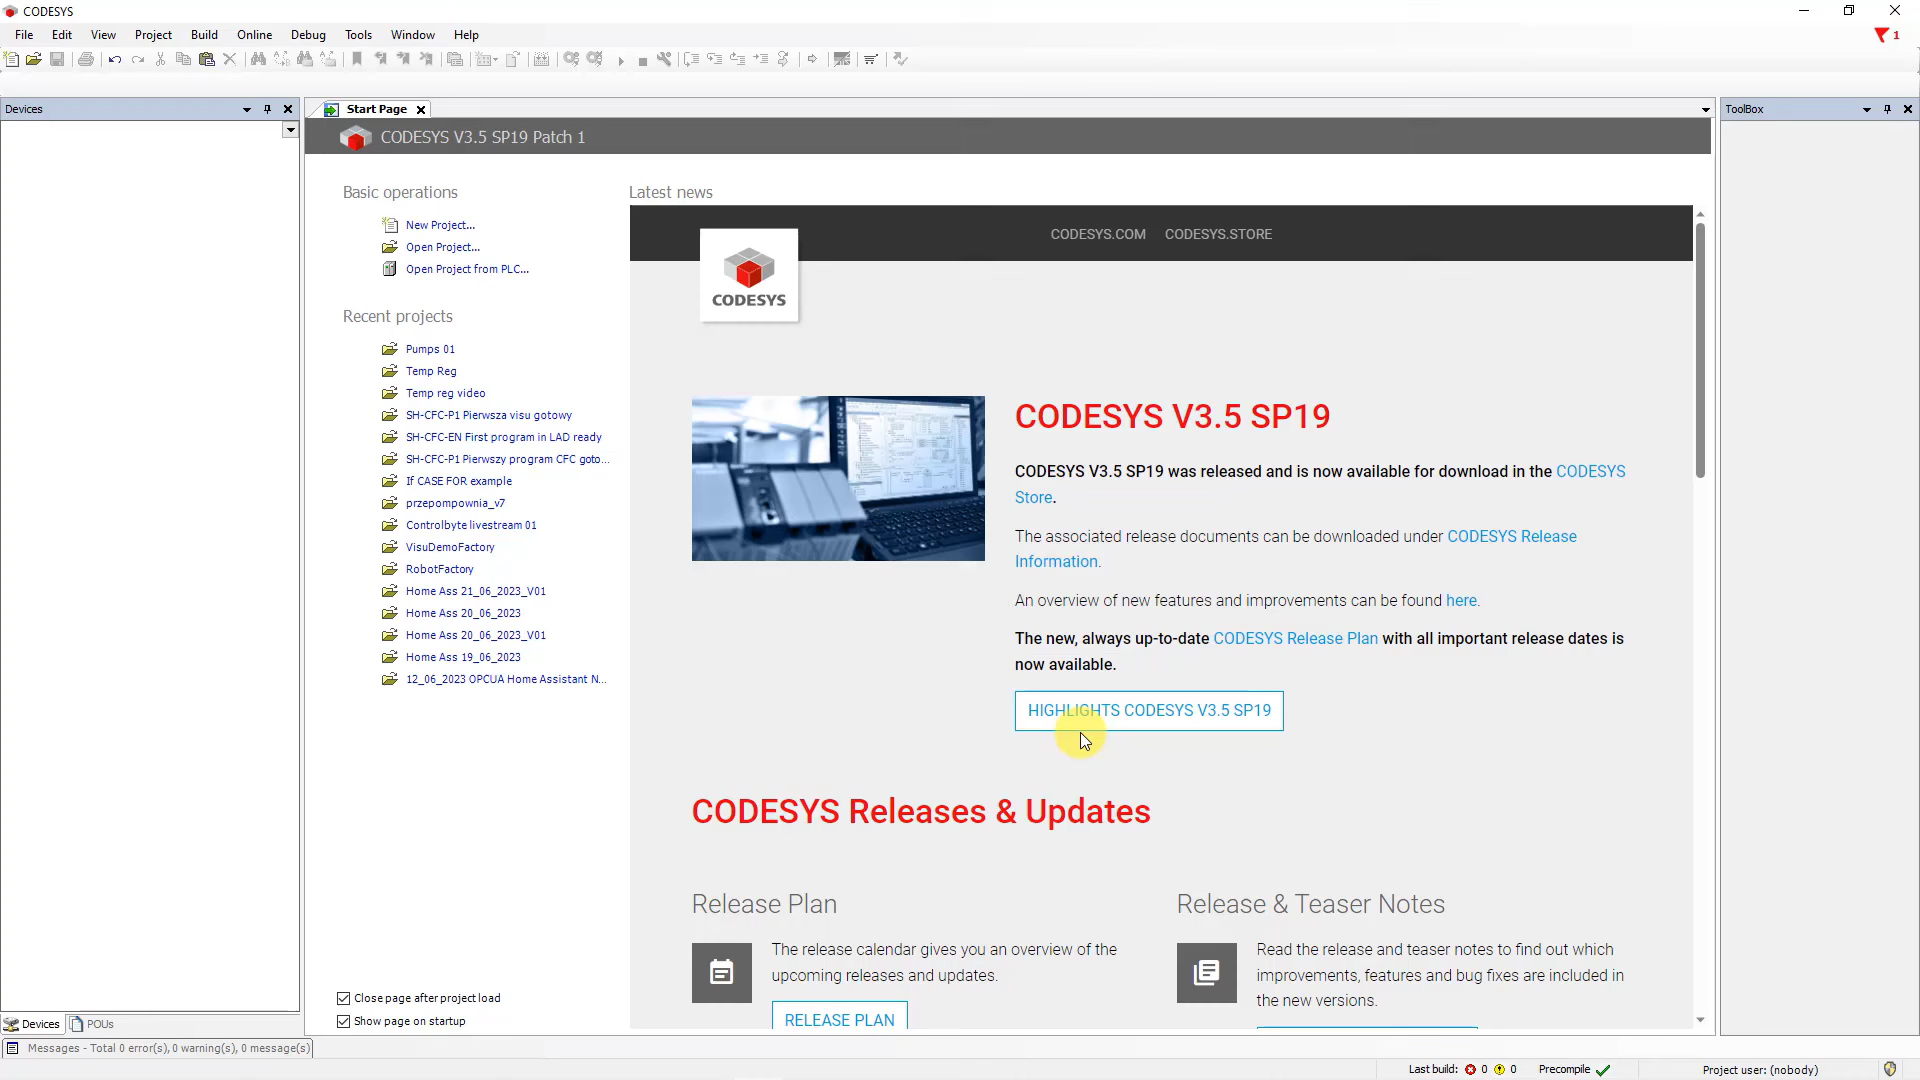 CODESYS
File Edit View Project Build Online Debug Tools Window Help
1
Devices
Start Page
ToolBox
CODESYS V3.5 SP19 Patch 1
Basic operations
New Project...
Open Project...
Open Project from PLC...
Recent projects
Pumps 01
Temp Reg
Temp reg video
SH-CFC-P1 Pierwsza visu gotowy
SH-CFC-EN First program in LAD ready
SH-CFC-P1 Pierwszy program CFC goto...
If CASE FOR example
przepompownia_v7
Controlbyte livestream 01
VisuDemoFactory
RobotFactory
Home Ass 21_06_2023_V01
Home Ass 20_06_2023
Home Ass 20_06_2023_V01
Home Ass 19_06_2023
12_06_2023 OPCUA Home Assistant N...
Close page after project load
Show page on startup
Latest news
CODESYS.COM CODESYS.STORE
CODESYS
CODESYS V3.5 SP19
CODESYS V3.5 SP19 was released and is now available for download in the CODESYS
Store.
The associated release documents can be downloaded under CODESYS Release
Information.
An overview of new features and improvements can be found here.
The new, always up-to-date CODESYS Release Plan with all important release dates is
now available.
HIGHLIGHTS CODESYS V3.5 SP19
CODESYS Releases & Updates
Release Plan
The release calendar gives you an overview of the
upcoming releases and updates.
RELEASE PLAN
Release & Teaser Notes
Read the release and teaser notes to find out which
improvements, features and bug fixes are included in
the new versions.
Devices POUs
Messages - Total 0 error(s), 0 warning(s), 0 message(s)
Last build: 0 0 Precompile Project user: (nobody)